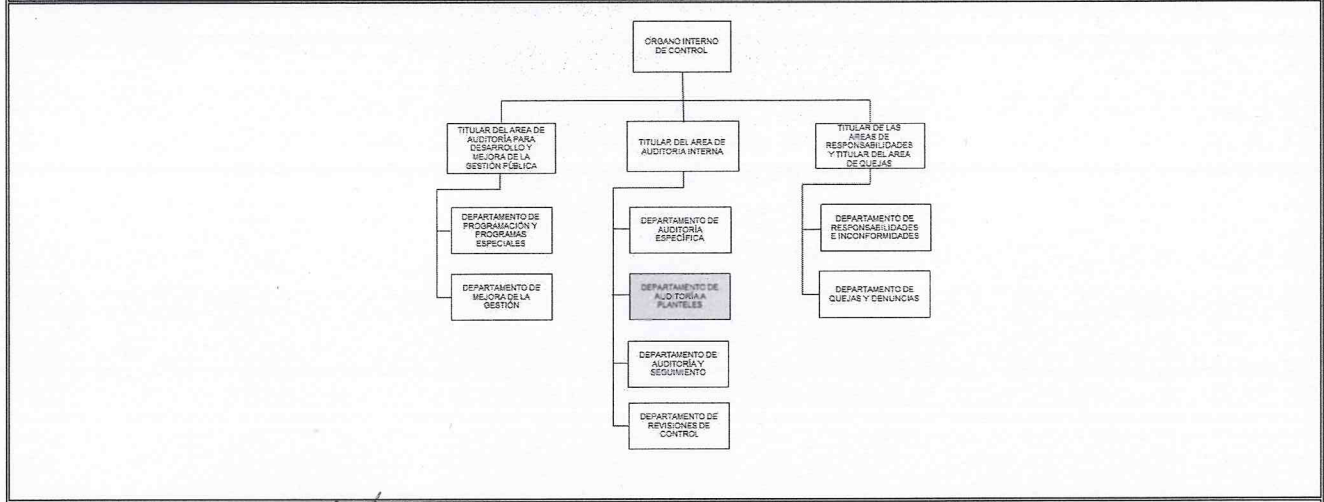 ÓRGANO INTERNO
DE CONTROL
TITULAR DEL AREA DE
AUDITORÍA PARA
DESARROLLO Y
MEJORA DE LA
GESTIÓN PÚBLICA
TITULAR DEL AREA DE
AUDITORIA INTERNA
TITULAR DE LAS
AREAS DE
RESPONSABILIDADES
Y TITULAR DEL AREA
DE QUEJAS
DEPARTAMENTO DE
PROGRAMACIÓN Y
PROGRAMAS
ESPECIALES
DEPARTAMENTO DE
AUDITORÍA
ESPECÍFICA
DEPARTAMENTO DE
RESPONSABILIDADES
E INCONFORMIDADES
DEPARTAMENTO DE
MEJORA DE LA
GESTIÓN
DEPARTAMENTO DE
AUDITORÍA A
PLANTELES
DEPARTAMENTO DE
QUEJAS Y DENUNCIAS
DEPARTAMENTO DE
AUDITORÍA Y
SEGUIMIENTO
DEPARTAMENTO DE
REVISIONES DE
CONTROL